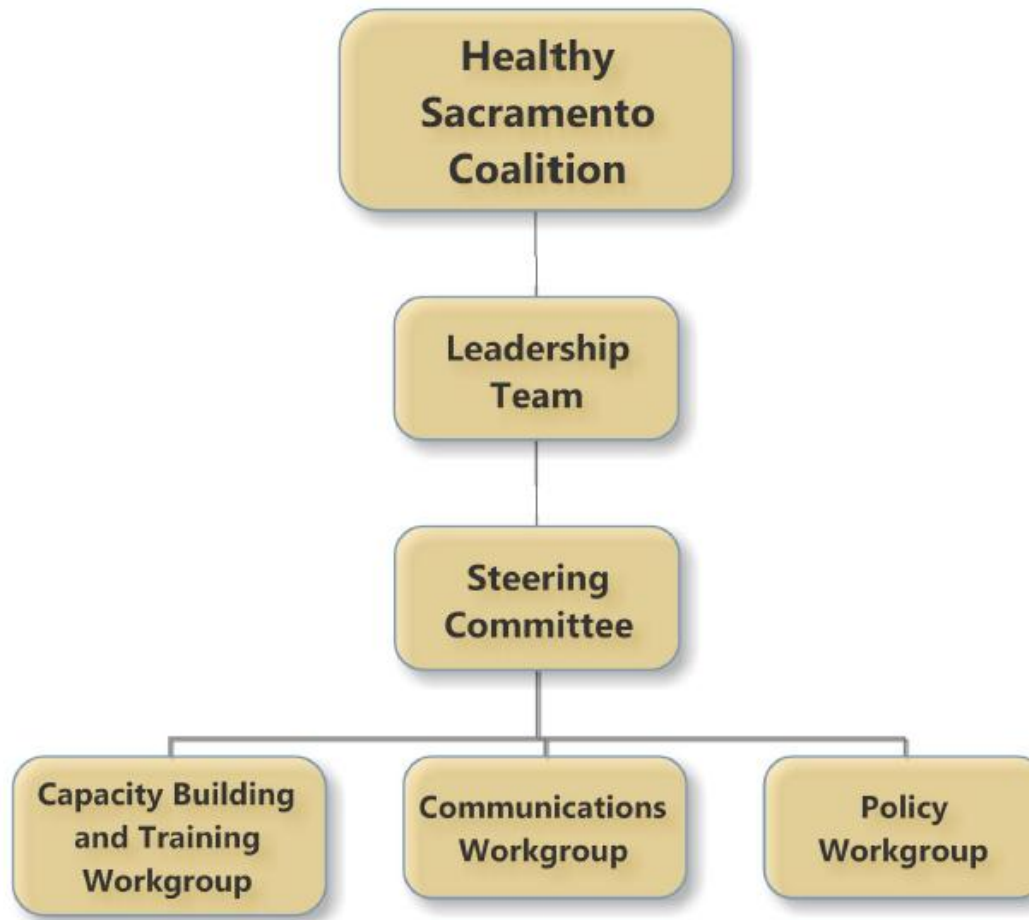 Healthy
Sacramento
Coalition
Leadership
Team
Steering
Committee
Capacity Building
and Training
Workgroup
Communications
Workgroup
Policy
Workgroup